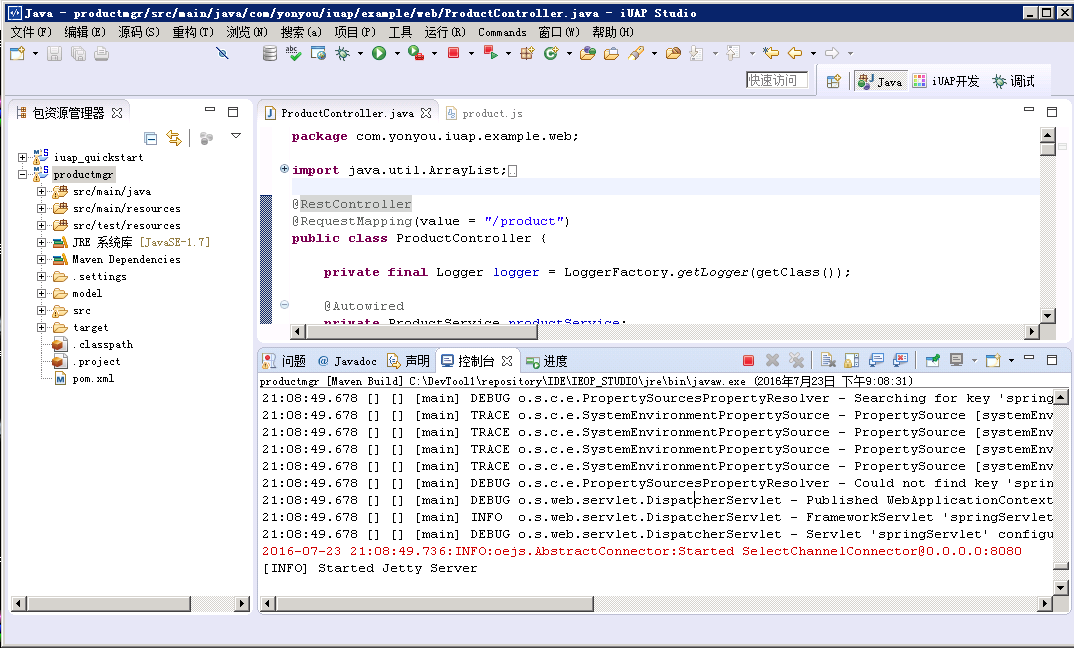 Java - productmgr/src/main/java/com/yonyou/iuap/example/web/ProductController.java - iUAP Studio
文件(F) 编辑(E) 源码(S) 重构(T) 浏览(N) 搜索(a) 项目(P) 工具 运行(R) Commands 窗口(W) 帮助(H)
快速访问 Java iUAP开发 调试
包资源管理器
iuap_quickstart
productmgr
src/main/java
src/main/resources
src/test/resources
JRE 系统库 [JavaSE-1.7]
Maven Dependencies
.settings
model
src
target
.classpath
.project
pom.xml
ProductController.java product.js
package com.yonyou.iuap.example.web;
import java.util.ArrayList;
@RestController
@RequestMapping(value = "/product")
public class ProductController {
private final Logger logger = LoggerFactory.getLogger(getClass());
@Autowired
private ProductService productService;
问题 @ Javadoc 声明 控制台 进度
productmgr [Maven Build] C:\DevTool1\repository\IDE\IEOP_STUDIO\jre\bin\javaw.exe (2016年7月23日 下午9:08:31)
21:08:49.678 [] [] [main] DEBUG o.s.c.e.PropertySourcesPropertyResolver - Searching for key 'spring
21:08:49.678 [] [] [main] TRACE o.s.c.e.SystemEnvironmentPropertySource - PropertySource [systemEnv
21:08:49.678 [] [] [main] TRACE o.s.c.e.SystemEnvironmentPropertySource - PropertySource [systemEnv
21:08:49.678 [] [] [main] TRACE o.s.c.e.SystemEnvironmentPropertySource - PropertySource [systemEnv
21:08:49.678 [] [] [main] TRACE o.s.c.e.SystemEnvironmentPropertySource - PropertySource [systemEnv
21:08:49.678 [] [] [main] DEBUG o.s.c.e.PropertySourcesPropertyResolver - Could not find key 'sprin
21:08:49.678 [] [] [main] DEBUG o.s.web.servlet.DispatcherServlet - Published WebApplicationContext
21:08:49.678 [] [] [main] INFO o.s.web.servlet.DispatcherServlet - FrameworkServlet 'springServlet
21:08:49.678 [] [] [main] DEBUG o.s.web.servlet.DispatcherServlet - Servlet 'springServlet' configu
2016-07-23 21:08:49.736:INFO:oejs.AbstractConnector:Started SelectChannelConnector@0.0.0.0:8080
[INFO] Started Jetty Server